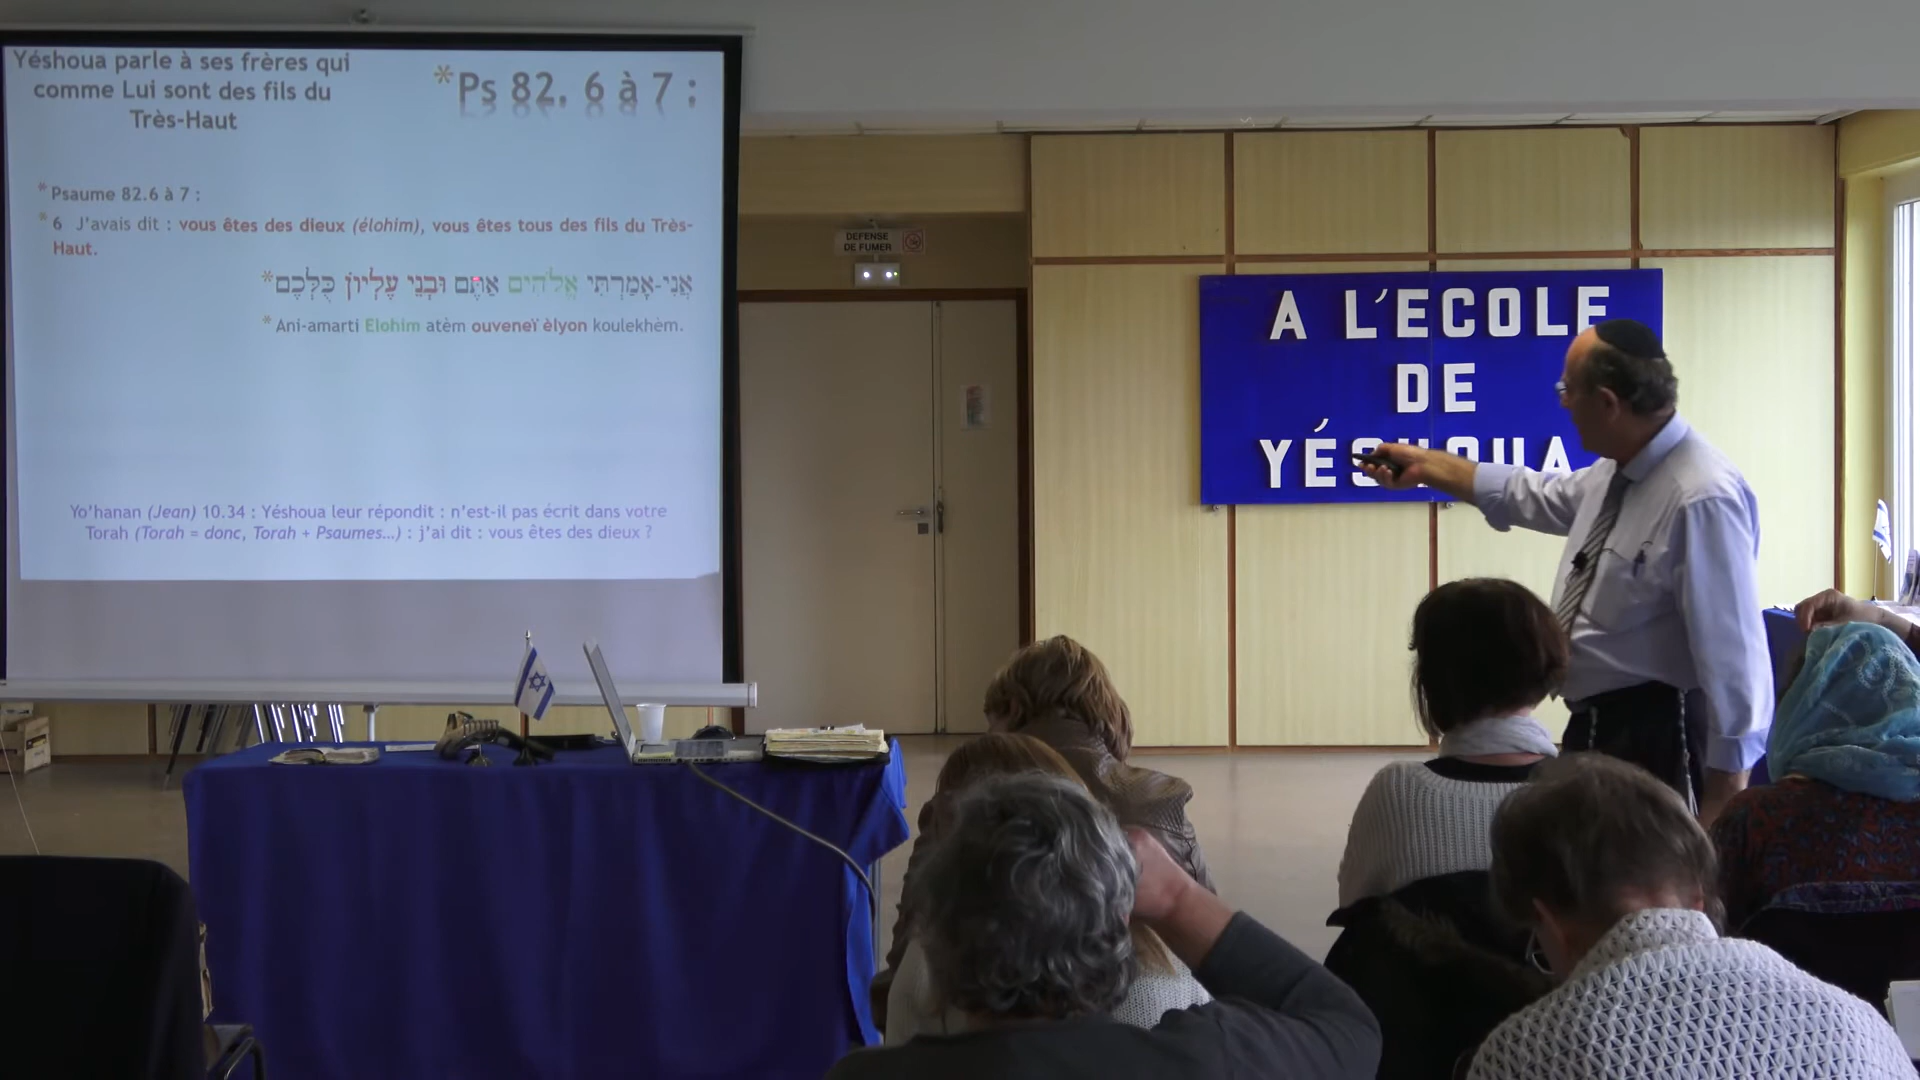 Yéshoua parle à ses frères qui
comme Lui sont des fils du
Très-Haut
*Ps 82. 6 à 7 :
* Psaume 82.6 à 7 :
* 6 J'avais dit : vous êtes des dieux (élohim), vous êtes tous des fils du Très-
Haut.
* אֲנִי-אָמַרְתִּי אֱלֹהִים אַתֶּם וּבְנֵי עֶלְיוֹן כֻּלְּכֶם
* Ani-amarti Elohim atèm ouveneï èlyon koulekhèm.
Yo'hanan (Jean) 10.34 : Yéshoua leur répondit : n'est-il pas écrit dans votre
Torah (Torah = donc, Torah + Psaumes...) : j'ai dit : vous êtes des dieux ?
DEFENSE
DE FUMER
A L'ECOLE
DE
YÉSHOUA